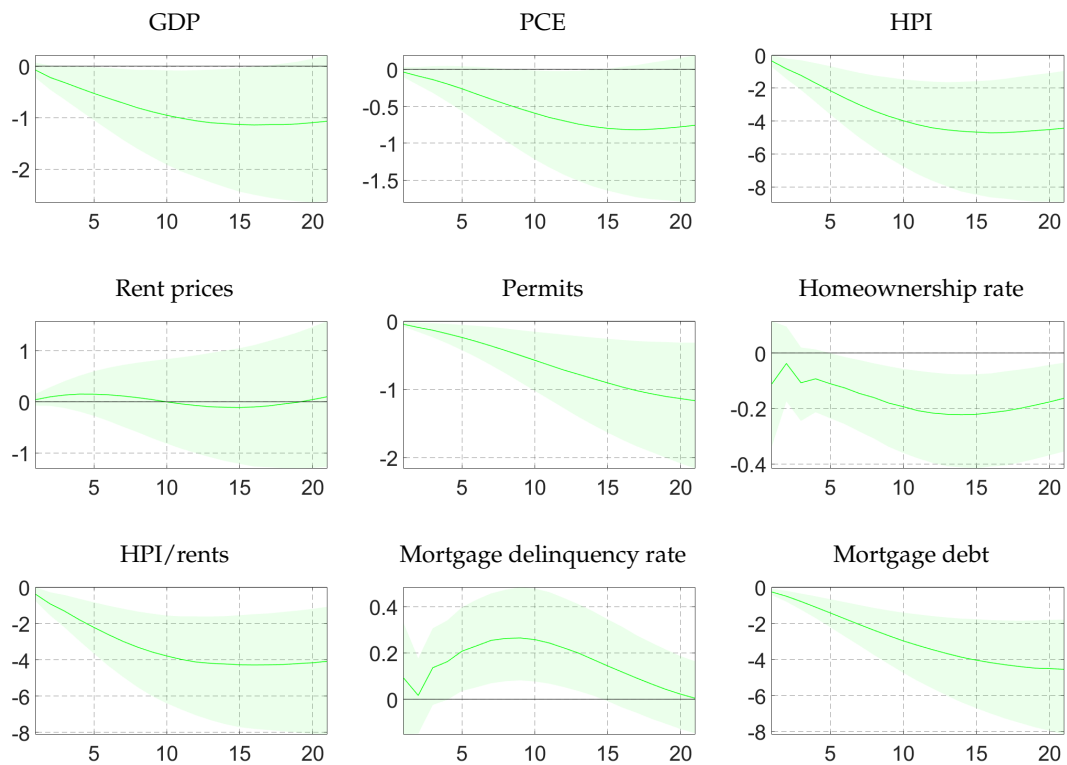 GDP
PCE
HPI
0
-1
-2
5 10 15 20
0
-0.5
-1
-1.5
5 10 15 20
0
-2
-4
-6
-8
5 10 15 20
Rent prices
Permits
Homeownership rate
1
0
-1
5 10 15 20
0
-1
-2
5 10 15 20
0
-0.2
-0.4
5 10 15 20
HPI/rents
Mortgage delinquency rate
Mortgage debt
0
-2
-4
-6
-8
5 10 15 20
0.4
0.2
0
5 10 15 20
0
-2
-4
-6
-8
5 10 15 20